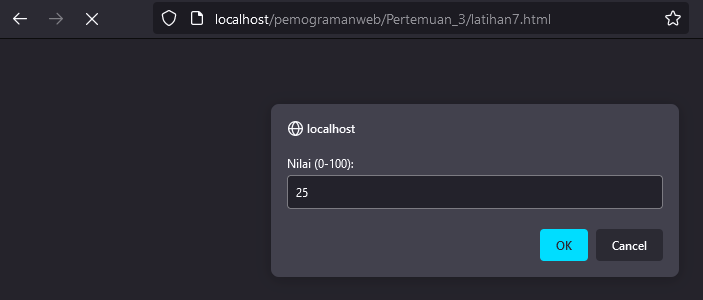 localhost/pemogramanweb/Pertemuan_3/latihan7.html
localhost
Nilai (0-100):
25
OK Cancel